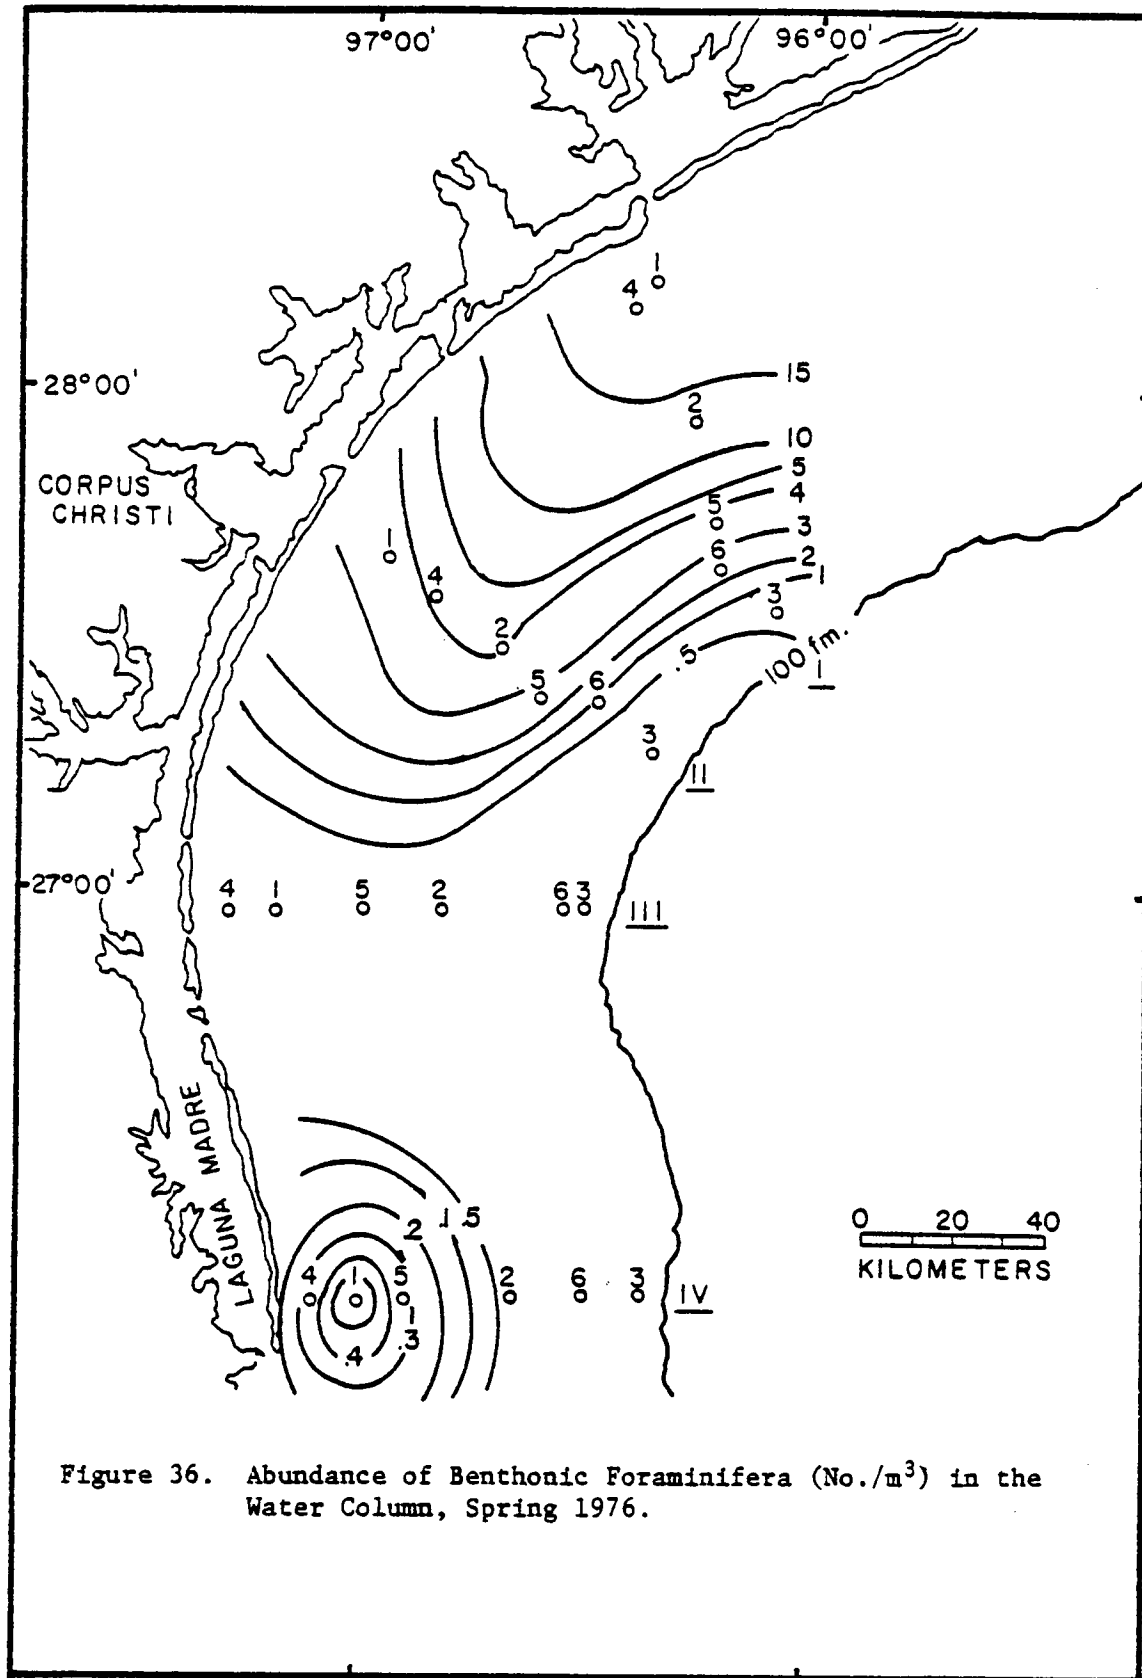 97°00' 96°00'
1
4
28°00'
15
2
10
CORPUS
CHRISTI
5
4
5
3
1
6
2
4
1
3
2
.5
100 fm.
I
5
6
3
II
27°00'
4 1 5 2 6 3
III
LAGUNA MADRE
.2 .1 .5
0 20 40
KILOMETERS
4 1 5 2 6 3
IV
1
.3
.4
Figure 36. Abundance of Benthonic Foraminifera (No./m³) in the
Water Column, Spring 1976.